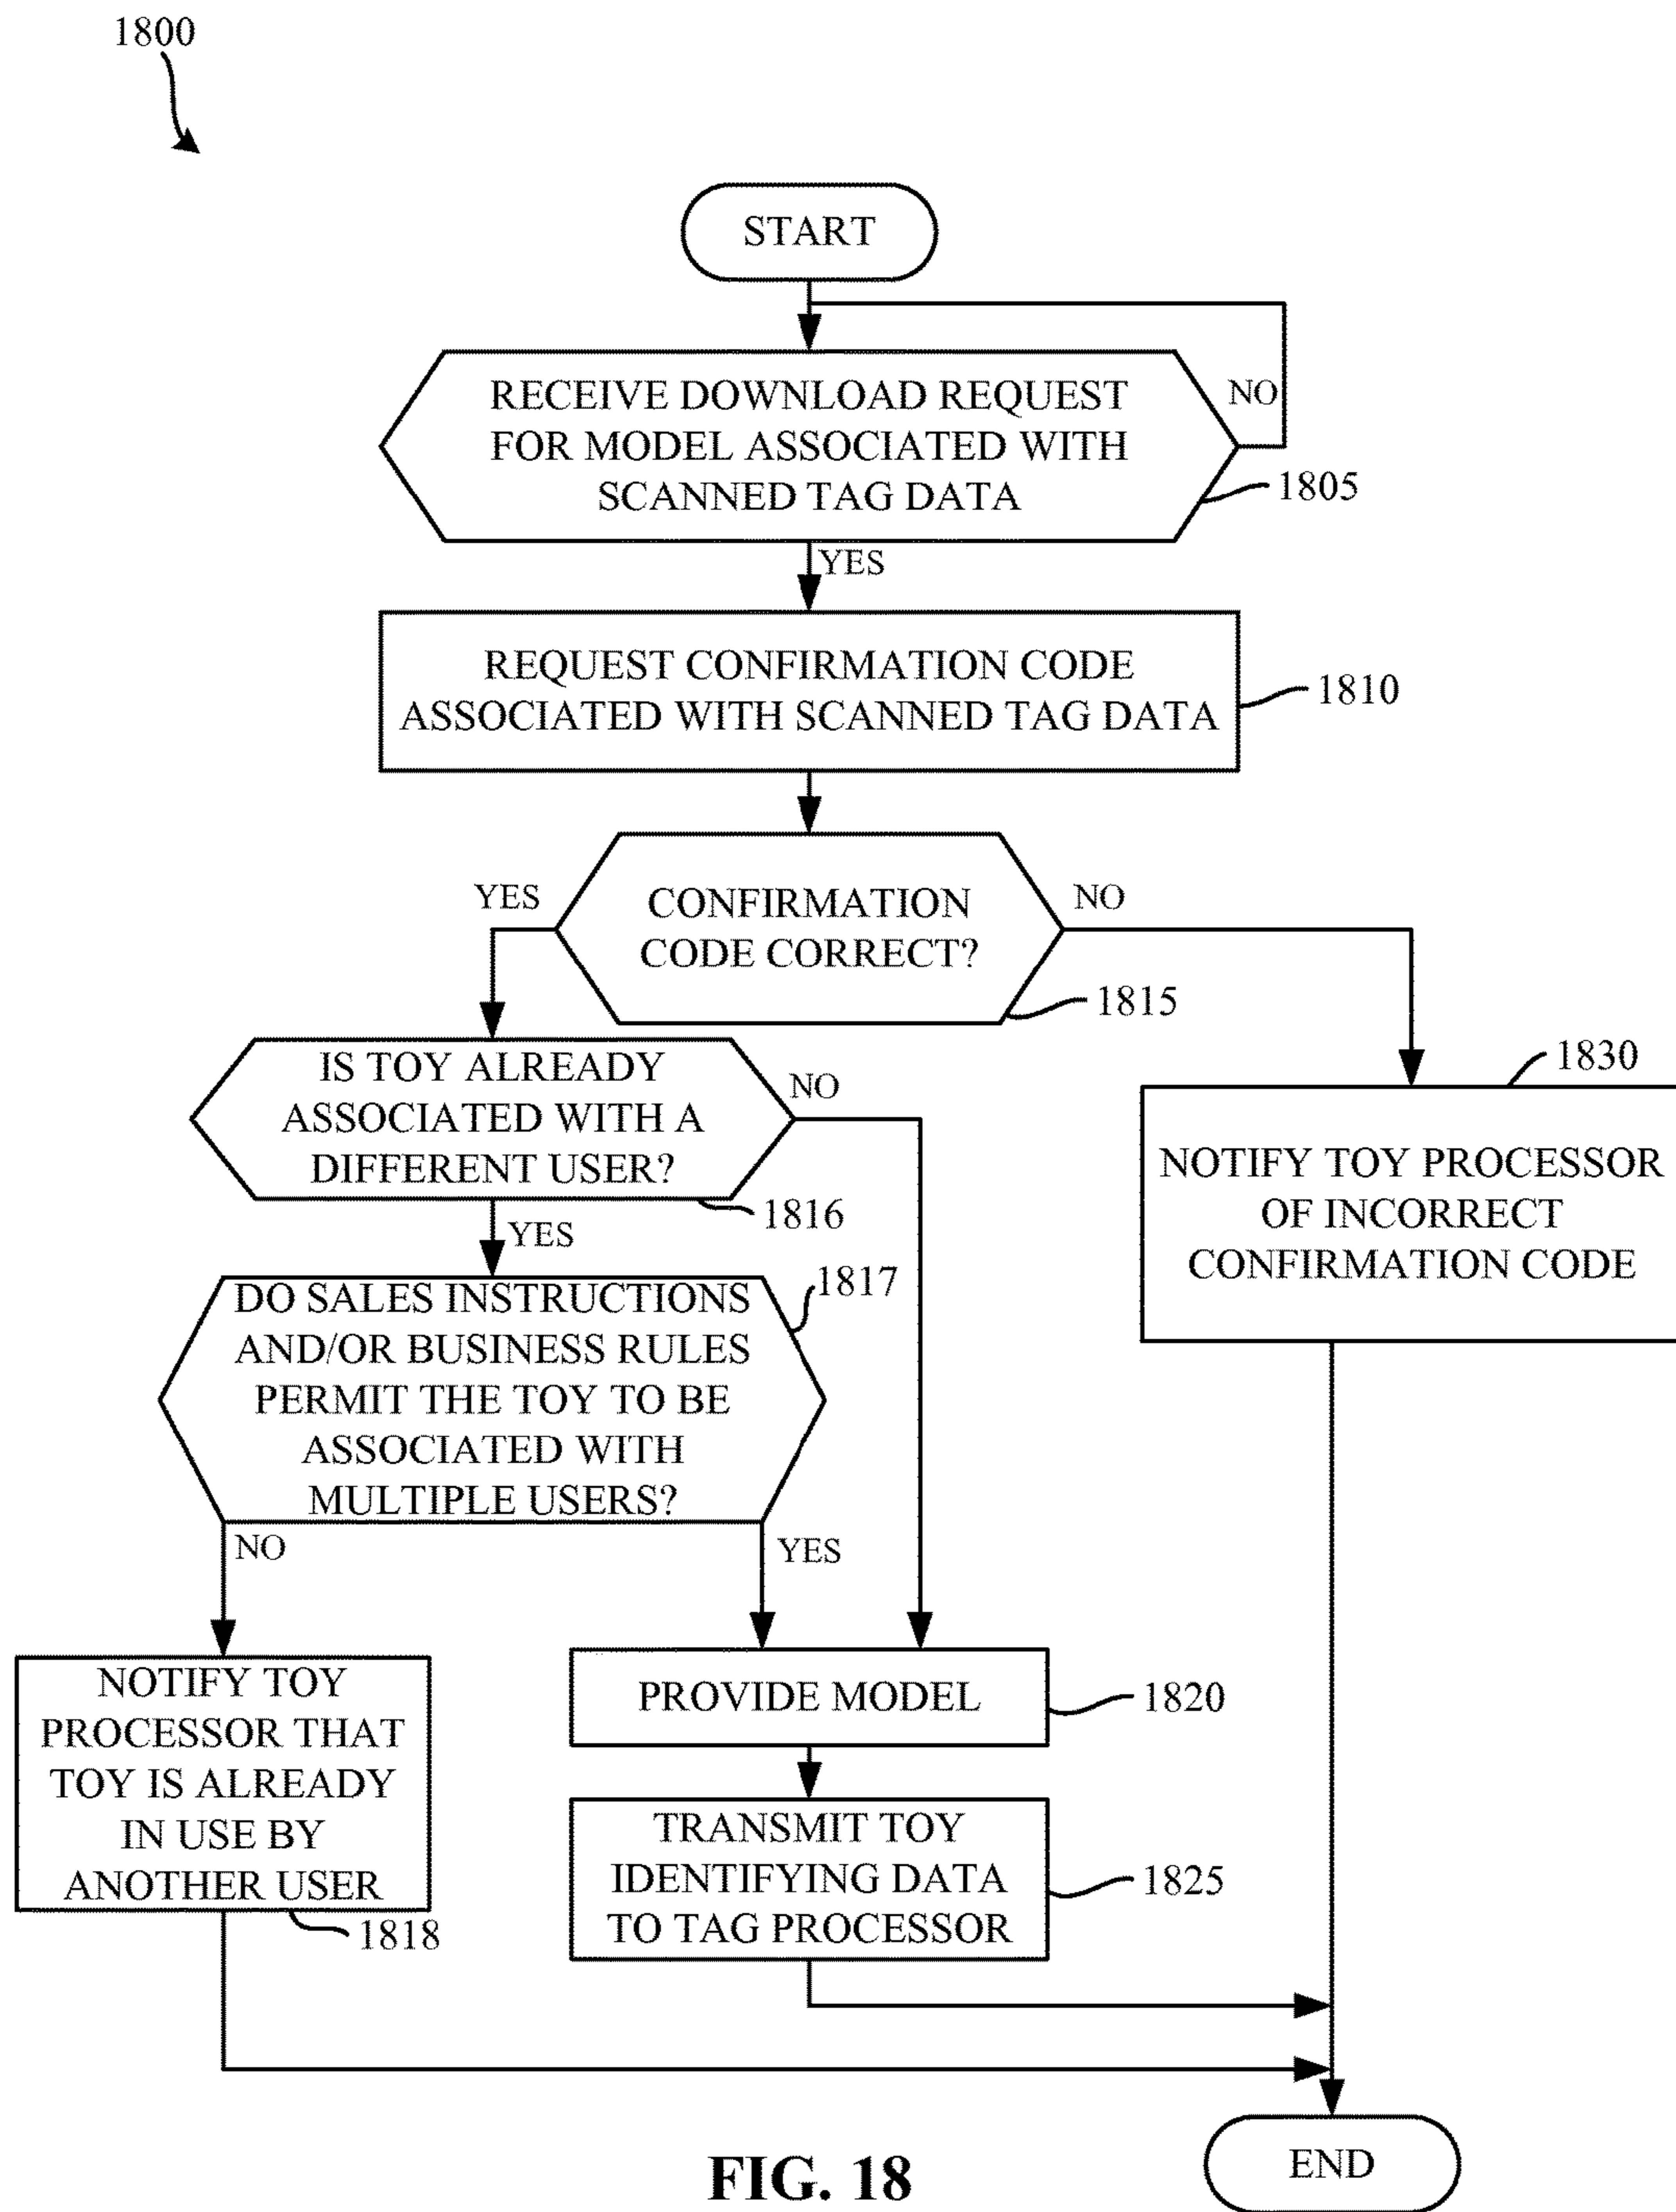 1800
START
RECEIVE DOWNLOAD REQUEST
FOR MODEL ASSOCIATED WITH
SCANNED TAG DATA
NO
1805
YES
REQUEST CONFIRMATION CODE
ASSOCIATED WITH SCANNED TAG DATA
1810
YES
CONFIRMATION
CODE CORRECT?
NO
1815
IS TOY ALREADY
ASSOCIATED WITH A
DIFFERENT USER?
NO
1816
YES
1830
NOTIFY TOY PROCESSOR
OF INCORRECT
CONFIRMATION CODE
DO SALES INSTRUCTIONS
AND/OR BUSINESS RULES
PERMIT THE TOY TO BE
ASSOCIATED WITH
MULTIPLE USERS?
1817
NO
YES
NOTIFY TOY
PROCESSOR THAT
TOY IS ALREADY
IN USE BY
ANOTHER USER
1818
PROVIDE MODEL
1820
TRANSMIT TOY
IDENTIFYING DATA
TO TAG PROCESSOR
1825
END
FIG. 18